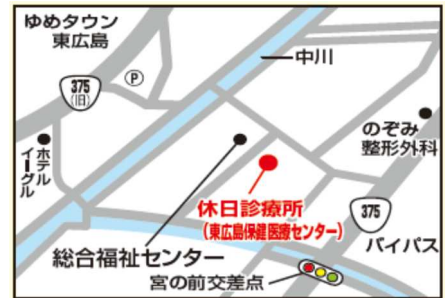 ゆめタウン
東広島
375
(旧)
P
中川
ホテル
イーグル
のぞみ
整形外科
休日診療所
(東広島保健医療センター)
375
バイパス
総合福祉センター
宮の前交差点